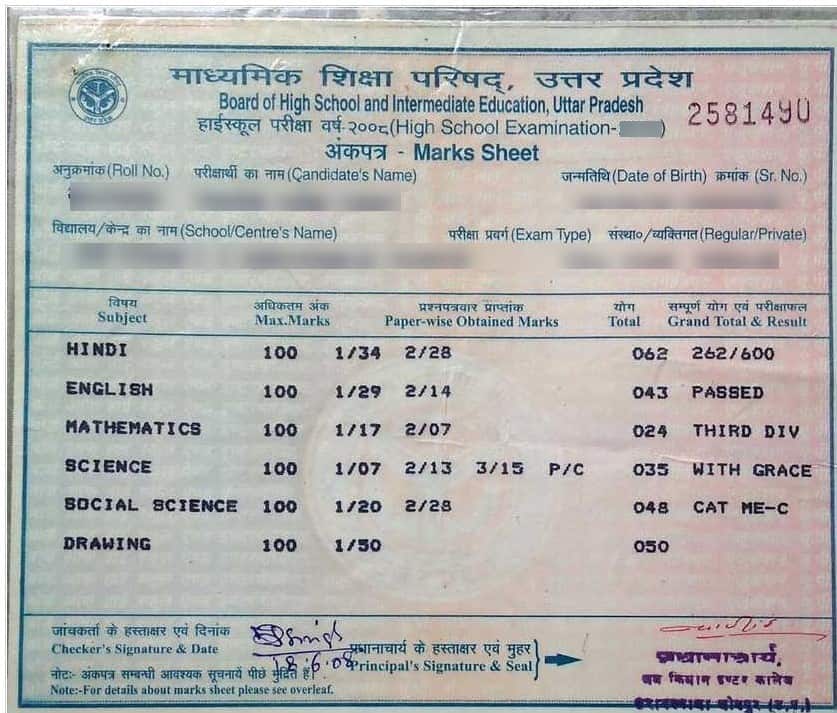 माध्यमिक शिक्षा परिषद्, उत्तर प्रदेश
Board of High School and Intermediate Education, Uttar Pradesh
2581490
हाईस्कूल परीक्षा वर्ष-२००८(High School Examination-)
अंकपत्र - Marks Sheet
अनुक्रमांक(Roll No.) परीक्षार्थी का नाम(Candidate's Name) जन्मतिथि(Date of Birth) क्रमांक (Sr. No.)
विद्यालय/केन्द्र का नाम(School/Centre's Name) परीक्षा प्रवर्ग(Exam Type) संस्था०/व्यक्तिगत(Regular/Private)
विषय अधिकतम अंक प्रश्नपत्रवार प्राप्तांक योग सम्पूर्ण योग एवं परीक्षाफल
Subject Max.Marks Paper-wise Obtained Marks Total Grand Total & Result
HINDI 100 1/34 2/28 062 262/600
ENGLISH 100 1/29 2/14 043 PASSED
MATHEMATICS 100 1/17 2/07 024 THIRD DIV
SCIENCE 100 1/07 2/13 3/15 P/C 035 WITH GRACE
SOCIAL SCIENCE 100 1/20 2/28 048 CAT ME-C
DRAWING 100 1/50 050
जांचकर्ता के हस्ताक्षर एवं दिनांक
Checker's Signature & Date
18.6.08
प्रधानाचार्य के हस्ताक्षर एवं मुहर
Principal's Signature & Seal
प्रधानाचार्य,
नोट:- अंकपत्र सम्बन्धी आवश्यक सूचनायें पीछे मुद्रित हैं।
Note:-For details about marks sheet please see overleaf.